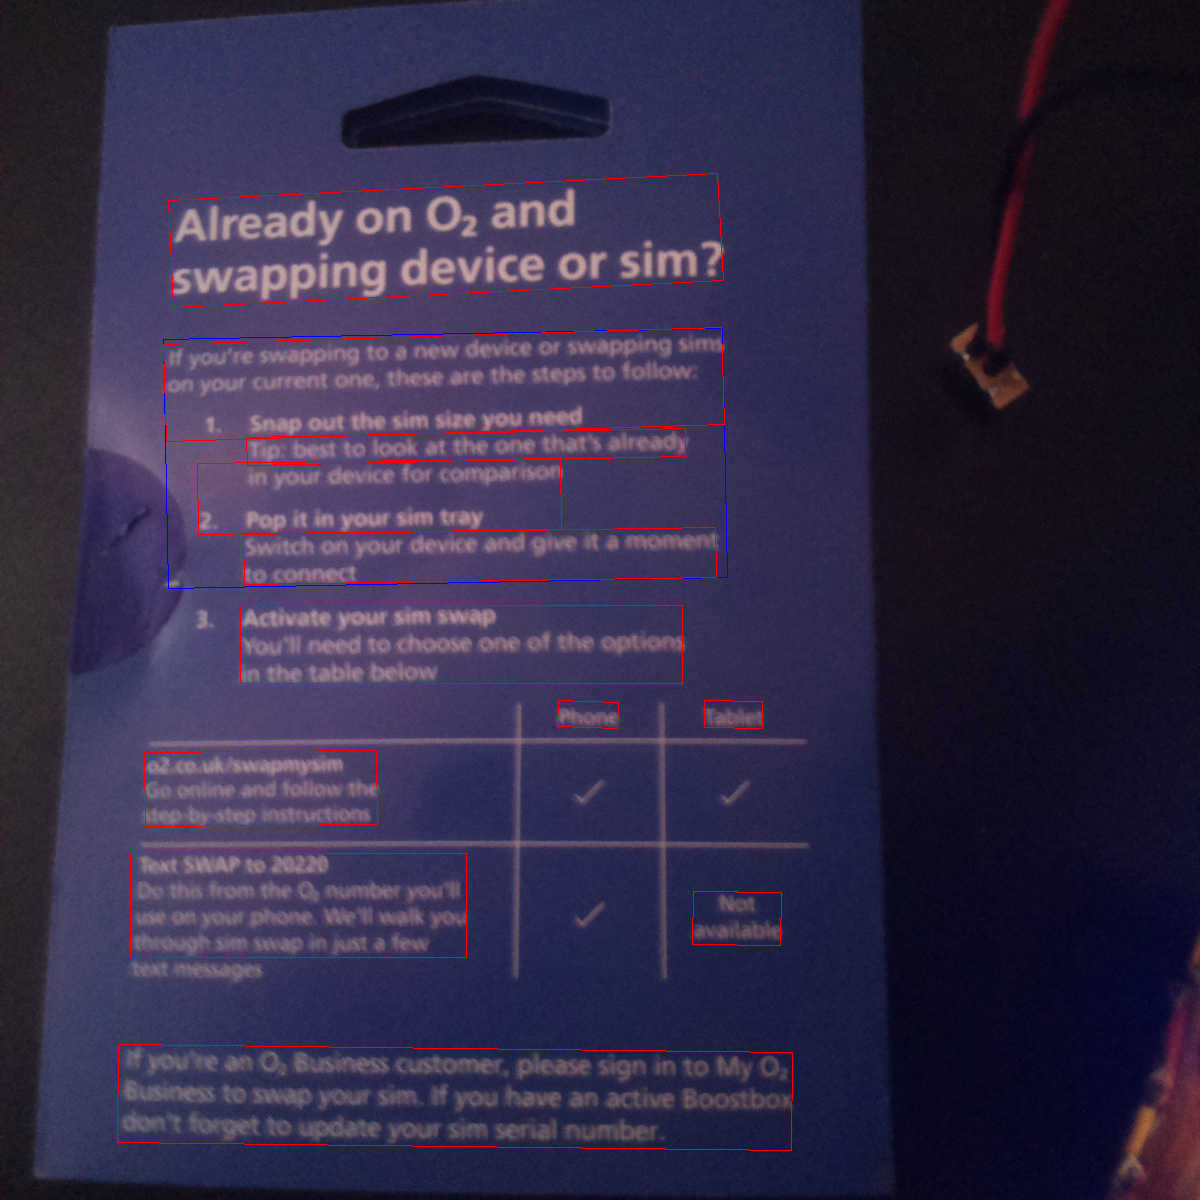 Already on O₂ and
swapping device or sim?
If you're swapping to a new device or swapping sims
on your current one, these are the steps to follow:
1. Snap out the sim size you need
Tip: best to look at the one that's already
in your device for comparison
2. Pop it in your sim tray
Switch on your device and give it a moment
to connect
3. Activate your sim swap
You'll need to choose one of the options
in the table below
Phone Tablet
o2.co.uk/swapmysim
Go online and follow the
step-by-step instructions
Text SWAP to 20220
Do this from the O₂ number you'll
use on your phone. We'll walk you
through sim swap in just a few
text messages
Not
available
If you're an O₂ Business customer, please sign in to My O₂
Business to swap your sim. If you have an active Boostbox
don't forget to update your sim serial number.